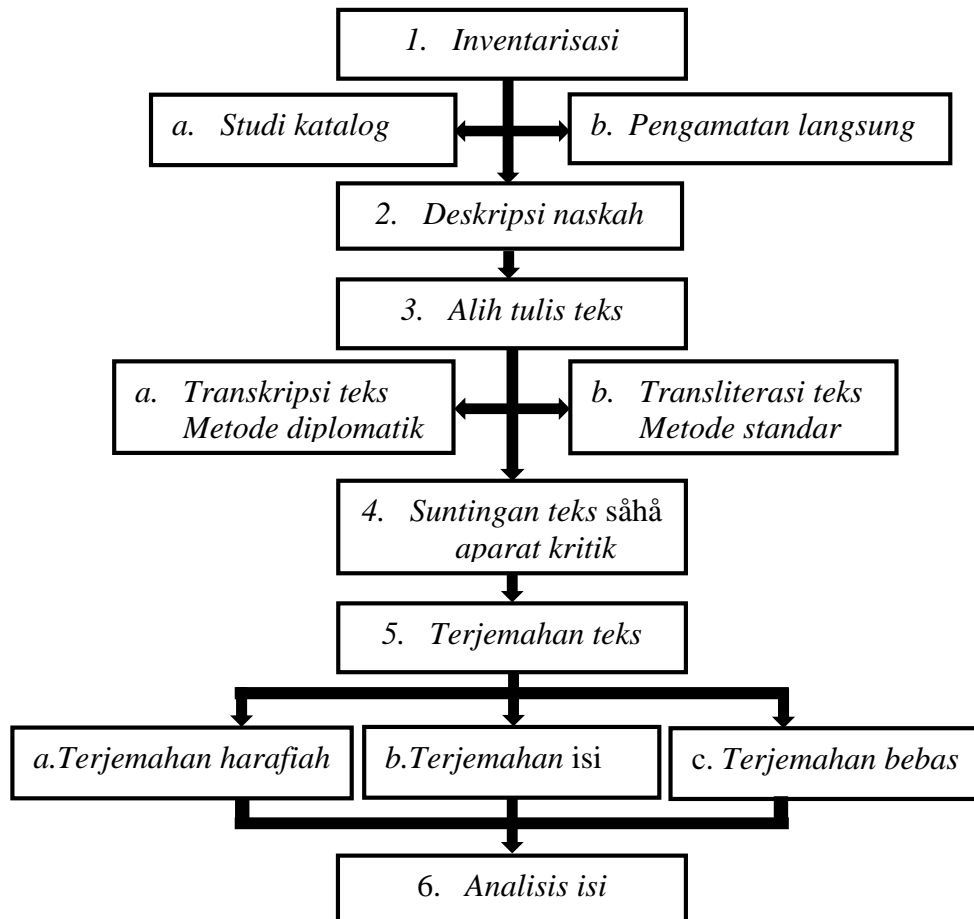 1. Inventarisasi
a. Studi katalog
b. Pengamatan langsung
2. Deskripsi naskah
3. Alih tulis teks
a. Transkripsi teks
Metode diplomatik
b. Transliterasi teks
Metode standar
4. Suntingan teks såhå
aparat kritik
5. Terjemahan teks
a.Terjemahan harafiah
b.Terjemahan isi
c. Terjemahan bebas
6. Analisis isi